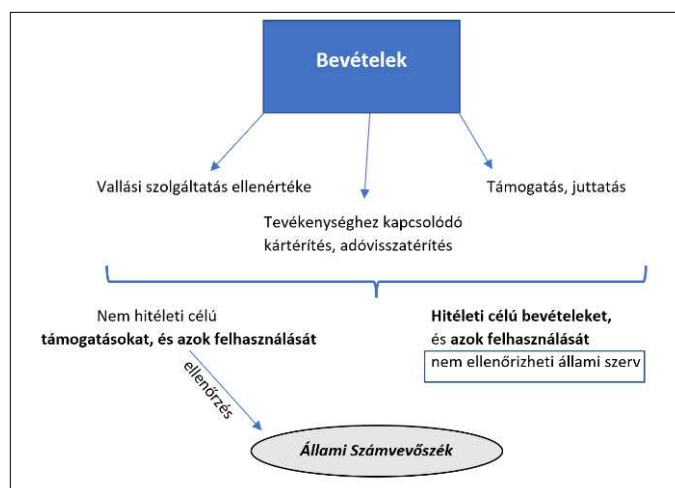 Bevételek
Vallási szolgáltatás ellenértéke
Támogatás, juttatás
Tevékenységhez kapcsolódó
kártérítés, adóvisszatérítés
Nem hitéleti célú
támogatásokat, és azok felhasználását
Hitéleti célú bevételeket,
és azok felhasználását
nem ellenőrizheti állami szerv
ellenőrzés
Állami Számvevőszék